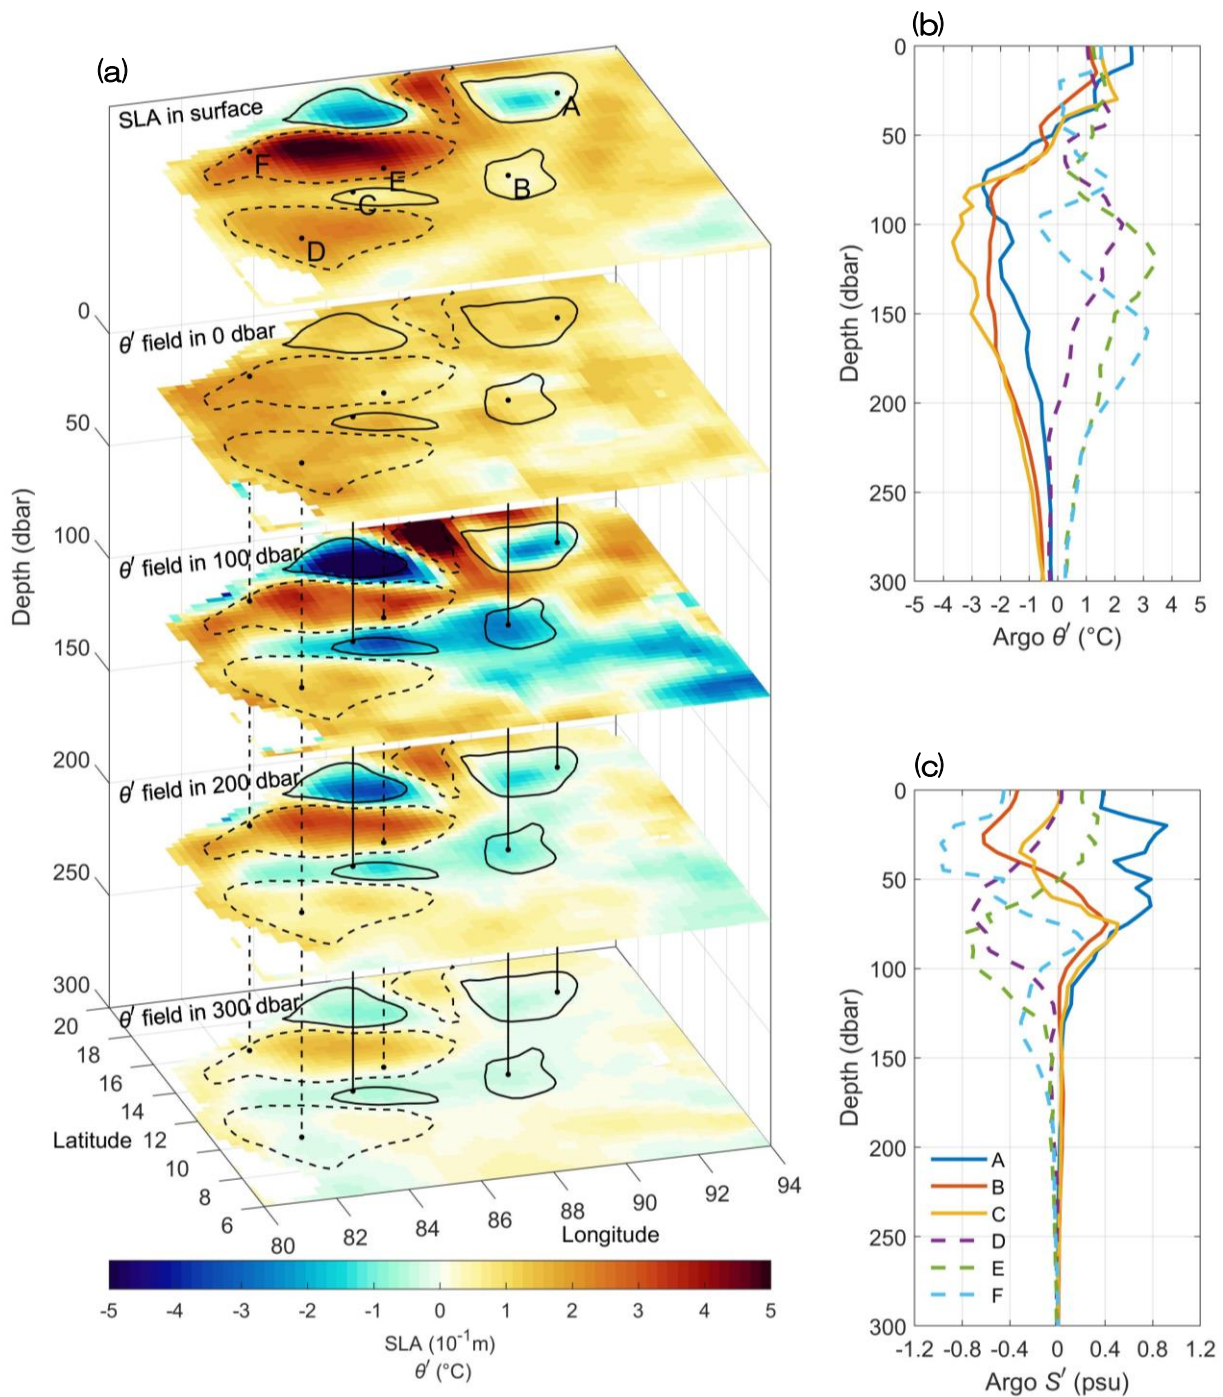 (a)
SLA in surface
A
B
C
D
E
F
θ′ field in 0 dbar
θ′ field in 100 dbar
θ′ field in 200 dbar
θ′ field in 300 dbar
Depth (dbar)
0
50
100
150
200
250
300
20
18
16
14
12
10
8
6
Latitude
80
82
84
86
88
90
92
94
Longitude
-5 -4 -3 -2 -1 0 1 2 3 4 5
SLA (10⁻¹m)
θ′ (°C)
(b)
0
50
100
150
200
250
300
Depth (dbar)
-5 -4 -3 -2 -1 0 1 2 3 4 5
Argo θ′ (°C)
(c)
0
50
100
150
200
250
300
Depth (dbar)
A
B
C
D
E
F
-1.2 -0.8 -0.4 0 0.4 0.8 1.2
Argo S′ (psu)